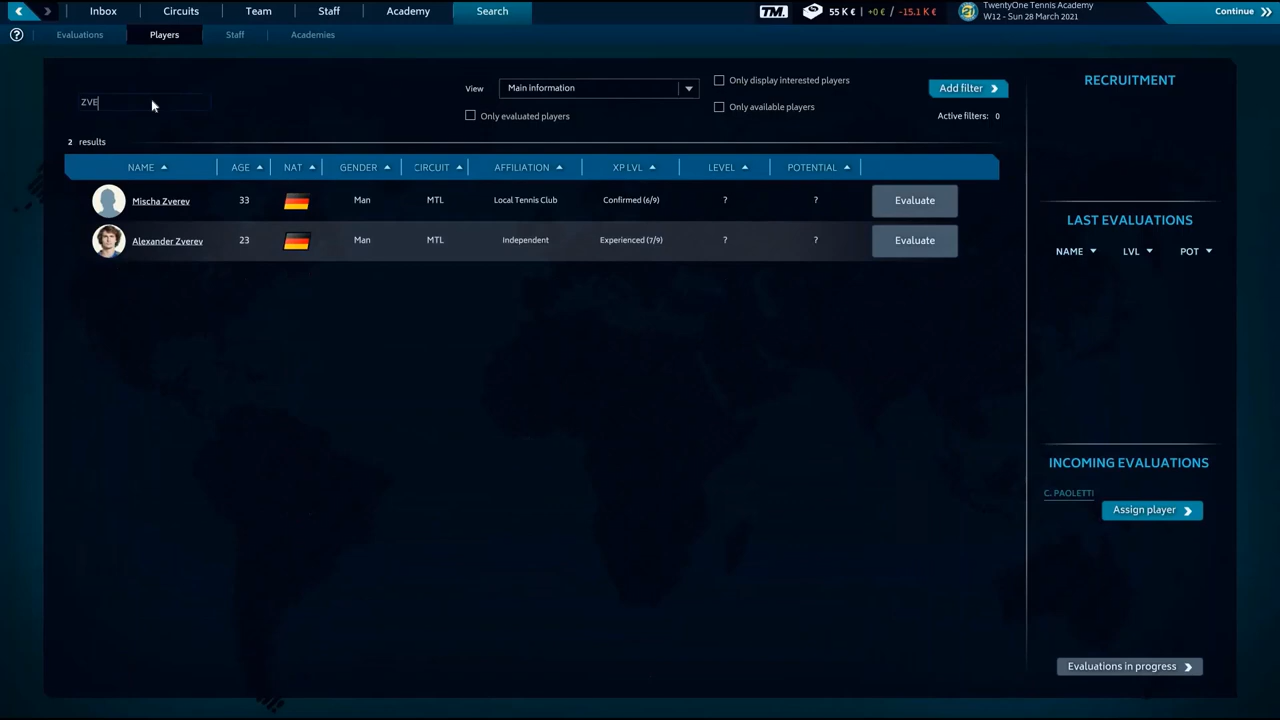 Inbox Circuits Team Staff Academy Search
TM. 55 K € | +0 € / -15.1 K €
21 TwentyOne Tennis Academy
W12 - Sun 28 March 2021
Continue
? Evaluations Players Staff Academies
ZVE
View Main information
Only evaluated players
Only display interested players
Only available players
Add filter
Active filters: 0
2 results
NAME AGE NAT GENDER CIRCUIT AFFILIATION XP LVL LEVEL POTENTIAL
Mischa Zverev 33 Man MTL Local Tennis Club Confirmed (6/9) ? ? Evaluate
Alexander Zverev 23 Man MTL Independent Experienced (7/9) ? ? Evaluate
RECRUITMENT
LAST EVALUATIONS
NAME LVL POT
INCOMING EVALUATIONS
C. PAOLETTI
Assign player
Evaluations in progress